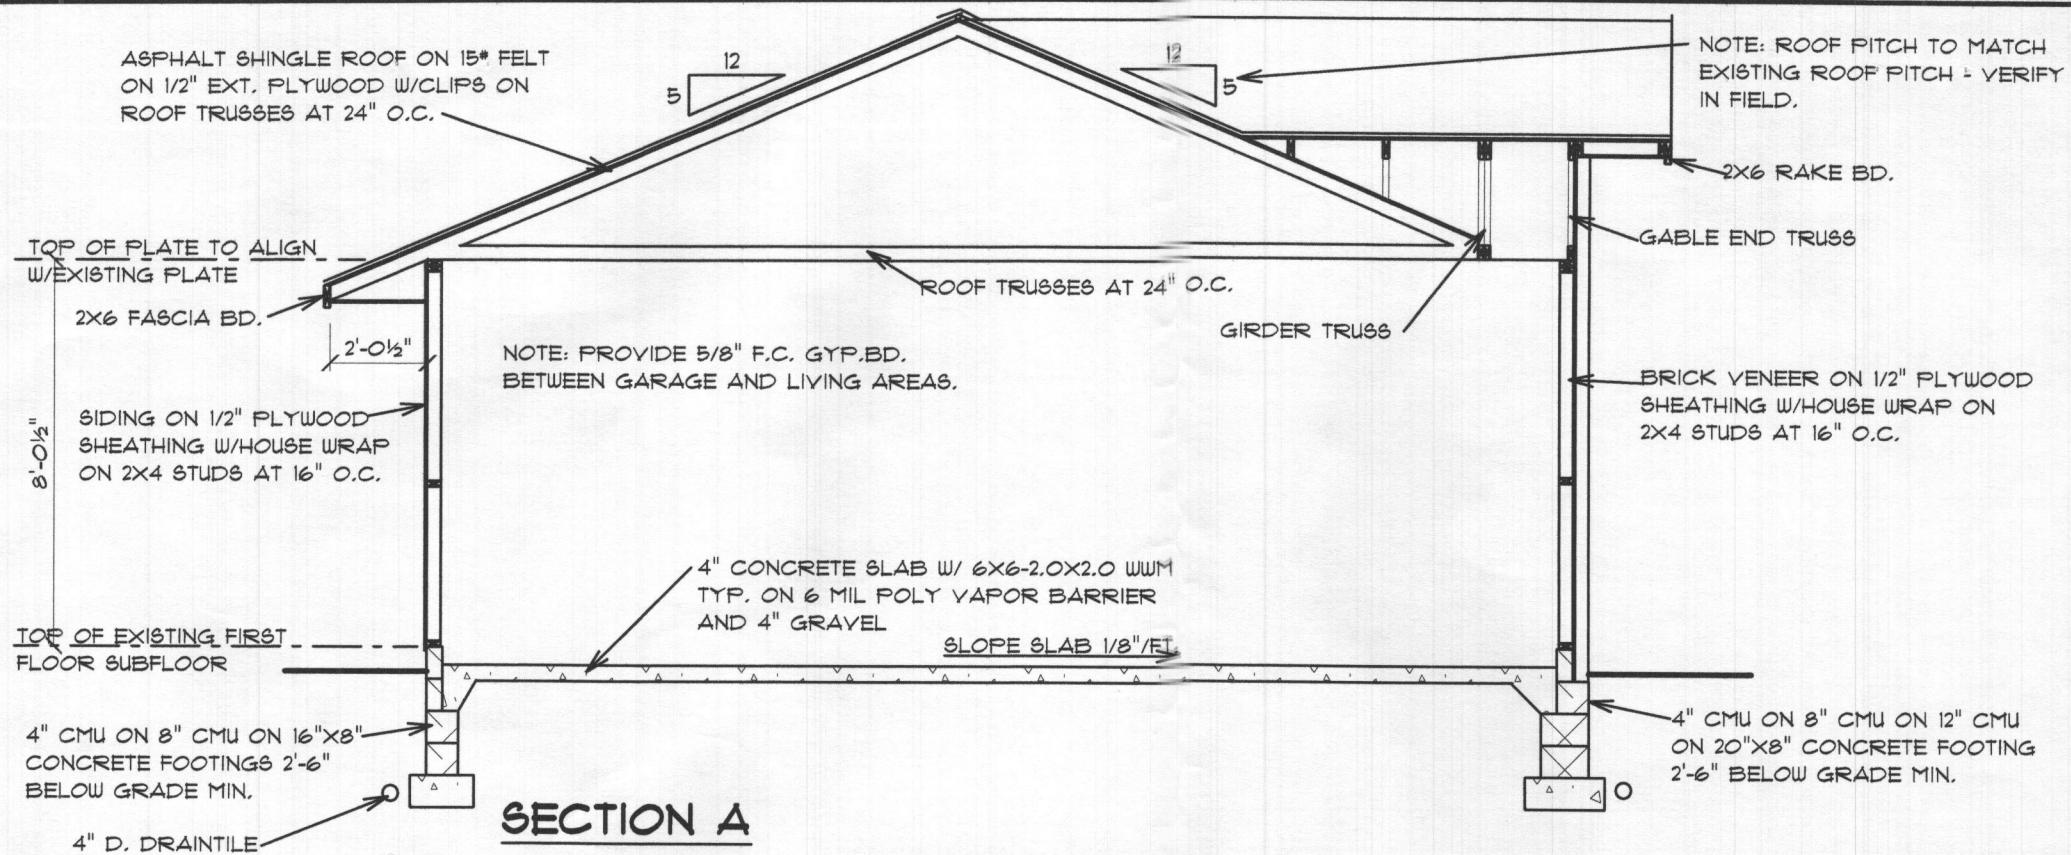 ASPHALT SHINGLE ROOF ON 15# FELT
ON 1/2" EXT. PLYWOOD W/CLIPS ON
ROOF TRUSSES AT 24" O.C.
12
5
12
5
NOTE: ROOF PITCH TO MATCH
EXISTING ROOF PITCH - VERIFY
IN FIELD.
2X6 RAKE BD.
GABLE END TRUSS
TOP OF PLATE TO ALIGN
W/EXISTING PLATE
2X6 FASCIA BD.
2'-0½"
ROOF TRUSSES AT 24" O.C.
GIRDER TRUSS
NOTE: PROVIDE 5/8" F.C. GYP.BD.
BETWEEN GARAGE AND LIVING AREAS.
8'-0½"
SIDING ON 1/2" PLYWOOD
SHEATHING W/HOUSE WRAP
ON 2X4 STUDS AT 16" O.C.
BRICK VENEER ON 1/2" PLYWOOD
SHEATHING W/HOUSE WRAP ON
2X4 STUDS AT 16" O.C.
4" CONCRETE SLAB W/ 6X6-2.0X2.0 WWM
TYP. ON 6 MIL POLY VAPOR BARRIER
AND 4" GRAVEL
SLOPE SLAB 1/8"/FT.
TOP OF EXISTING FIRST
FLOOR SUBFLOOR
4" CMU ON 8" CMU ON 16"X8"
CONCRETE FOOTINGS 2'-6"
BELOW GRADE MIN.
4" D. DRAINTILE
4" CMU ON 8" CMU ON 12" CMU
ON 20"X8" CONCRETE FOOTING
2'-6" BELOW GRADE MIN.
SECTION A